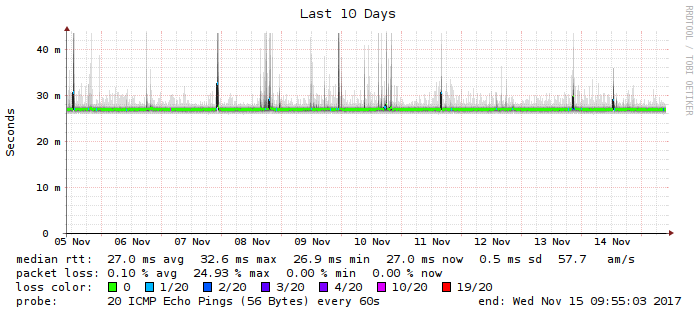 Last 10 Days
RRDTOOL / TOBI OETIKER
Seconds
40 m
30 m
20 m
10 m
0
05 Nov 06 Nov 07 Nov 08 Nov 09 Nov 10 Nov 11 Nov 12 Nov 13 Nov 14 Nov
median rtt: 27.0 ms avg 32.6 ms max 26.9 ms min 27.0 ms now 0.5 ms sd 57.7 am/s
packet loss: 0.10 % avg 24.93 % max 0.00 % min 0.00 % now
loss color: 0 1/20 2/20 3/20 4/20 10/20 19/20
probe: 20 ICMP Echo Pings (56 Bytes) every 60s end: Wed Nov 15 09:55:03 2017